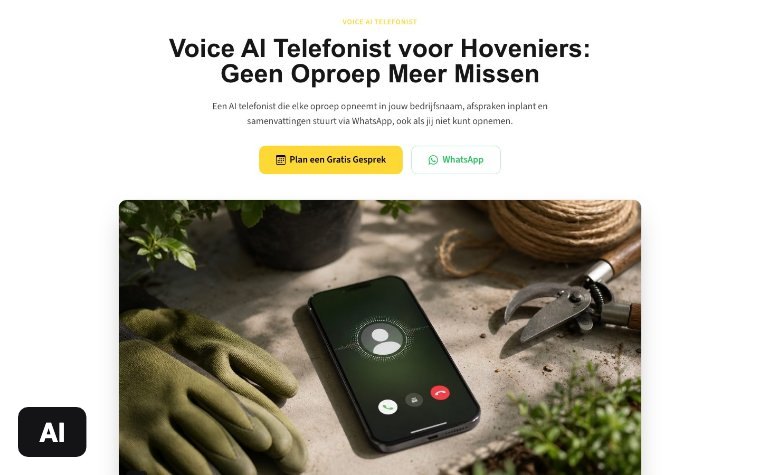 VOICE AI TELEFONIST
Voice AI Telefonist voor Hoveniers:
Geen Oproep Meer Missen
Een AI telefonist die elke oproep opneemt in jouw bedrijfsnaam, afspraken inplant en
samenvattingen stuurt via WhatsApp, ook als jij niet kunt opnemen.
Plan een Gratis Gesprek
WhatsApp
AI